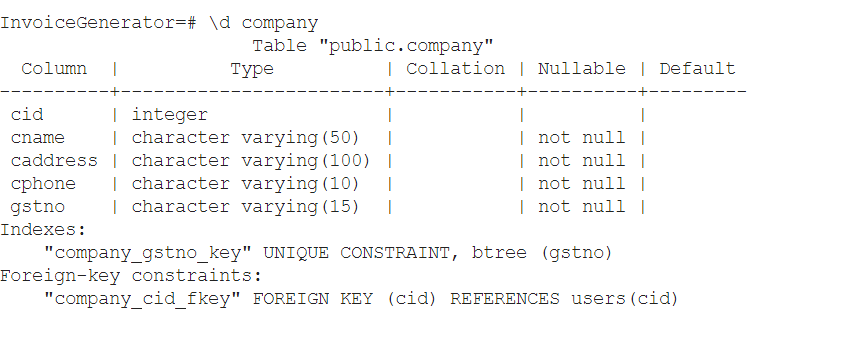 InvoiceGenerator=# \d company
                       Table "public.company"
  Column  |          Type          | Collation | Nullable | Default
----------+------------------------+-----------+----------+---------
 cid      | integer                |           |          |
 cname    | character varying(50)  |           | not null |
 caddress | character varying(100) |           | not null |
 cphone   | character varying(10)  |           | not null |
 gstno    | character varying(15)  |           | not null |
Indexes:
    "company_gstno_key" UNIQUE CONSTRAINT, btree (gstno)
Foreign-key constraints:
    "company_cid_fkey" FOREIGN KEY (cid) REFERENCES users(cid)